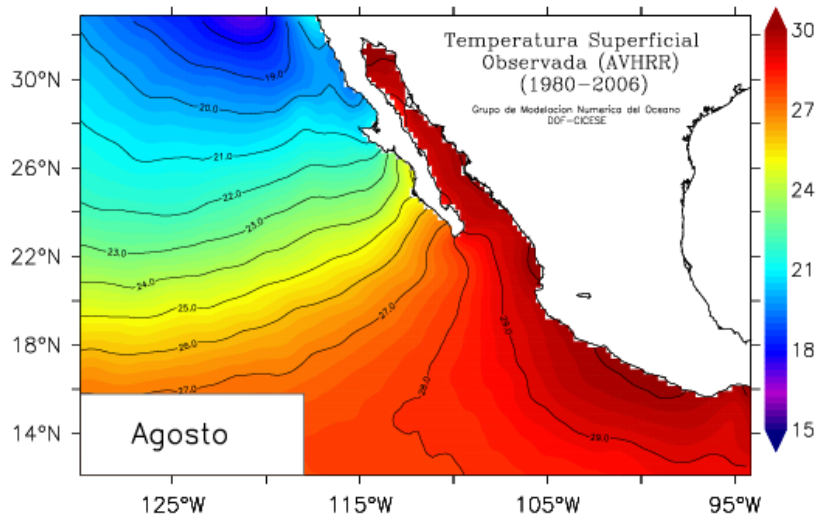 Temperatura Superficial
Observada (AVHRR)
(1980-2006)
Grupo de Modelacion Numerica del Oceano
DOF-CICESE
30
27
24
21
18
15
30°N
26°N
22°N
18°N
14°N
19.0
20.0
21.0
22.0
23.0
23.0
24.0
25.0
26.0
27.0
27.0
28.0
29.0
29.0
Agosto
125°W
115°W
105°W
95°W